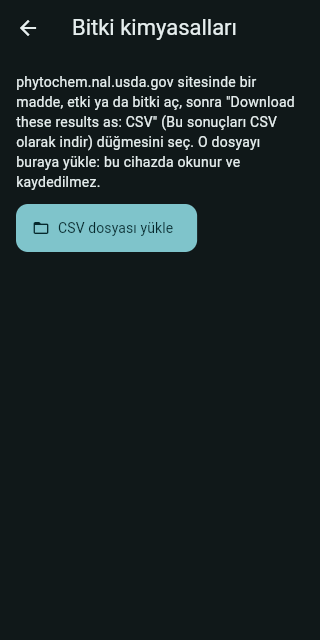 Bitki kimyasalları
phytochem.nal.usda.gov sitesinde bir
madde, etki ya da bitki aç, sonra "Download
these results as: CSV" (Bu sonuçları CSV
olarak indir) düğmesini seç. O dosyayı
buraya yükle: bu cihazda okunur ve
kaydedilmez.
CSV dosyası yükle